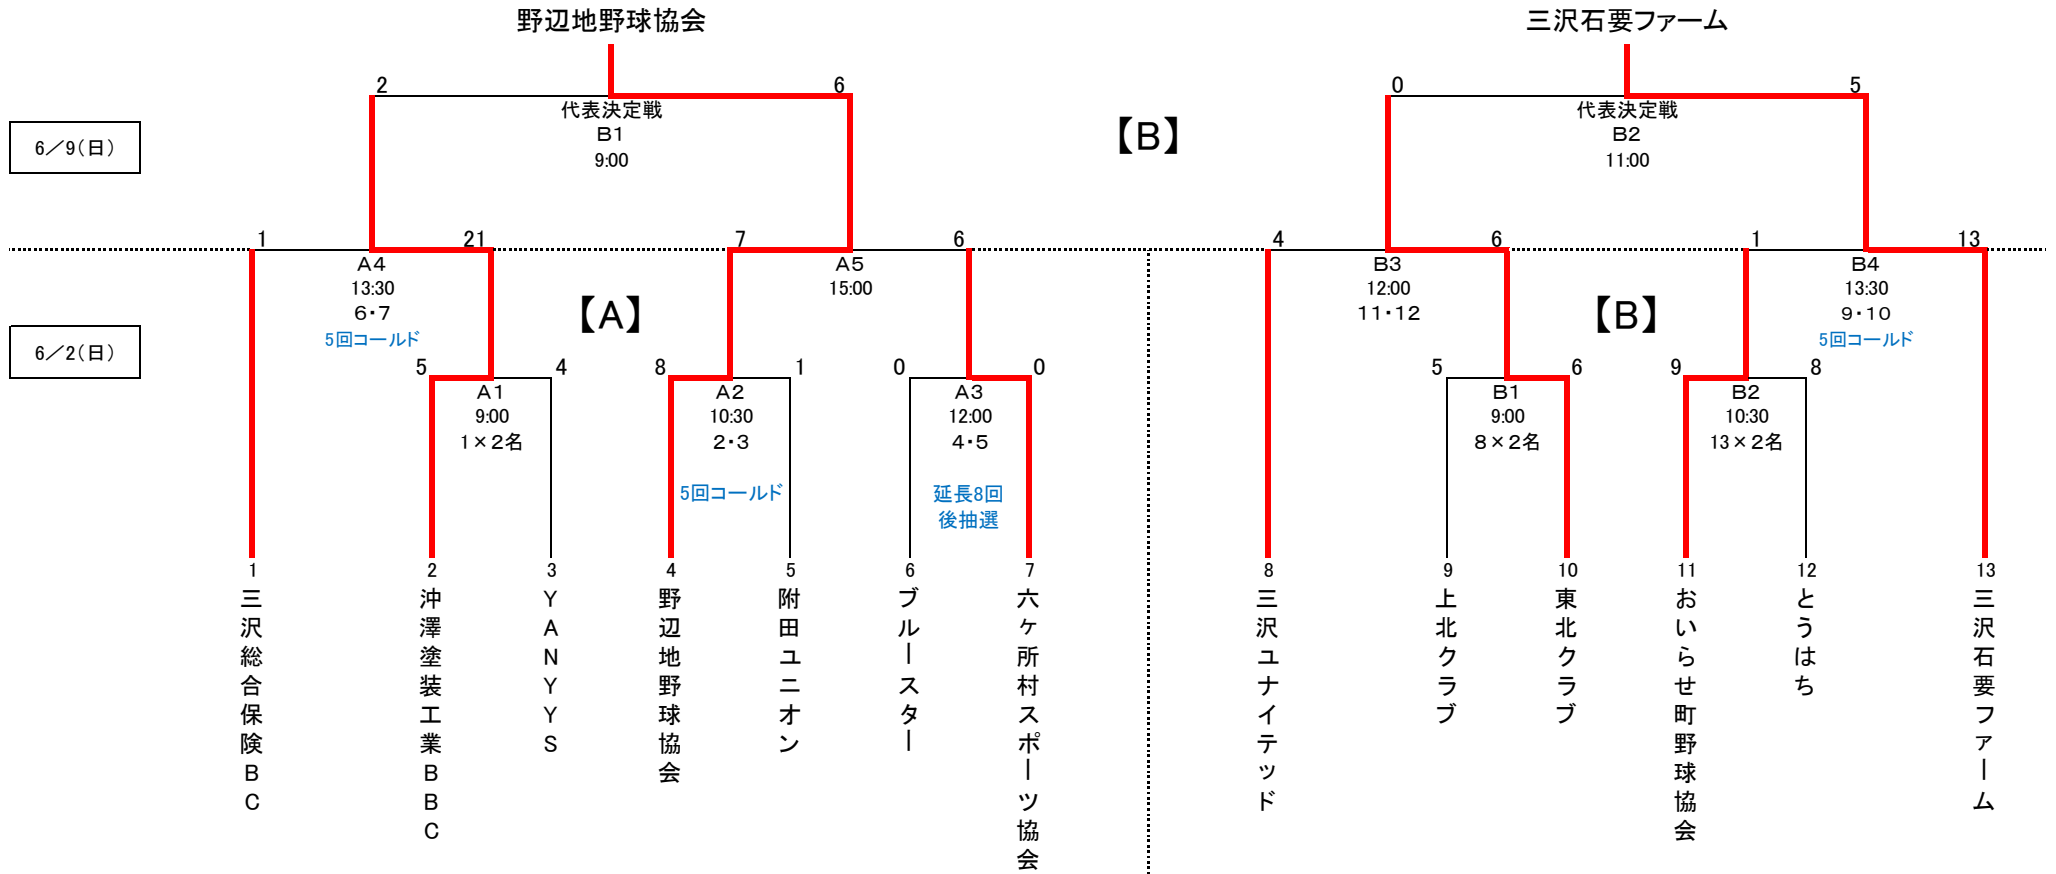 野辺地野球協会
三沢石要ファーム
2
6
0
5
代表決定戦
B1
9:00
代表決定戦
B2
11:00
【B】
6/9(日)
1
21
7
6
4
6
1
13
A4
13:30
6・7
5回コールド
A5
15:00
B3
12:00
11・12
B4
13:30
9・10
5回コールド
【A】
【B】
6/2(日)
5
4
8
1
0
0
5
6
9
8
A1
9:00
1×2名
A2
10:30
2・3
5回コールド
A3
12:00
4・5
延長8回
後抽選
B1
9:00
8×2名
B2
10:30
13×2名
1
三沢総合保険BC
2
沖澤塗装工業BBC
3
YANYYS
4
野辺地野球協会
5
附田ユニオン
6
ブルースター
7
六ヶ所村スポーツ協会
8
三沢ユナイテッド
9
上北クラブ
10
東北クラブ
11
おいらせ町野球協会
12
とうはち
13
三沢石要ファーム